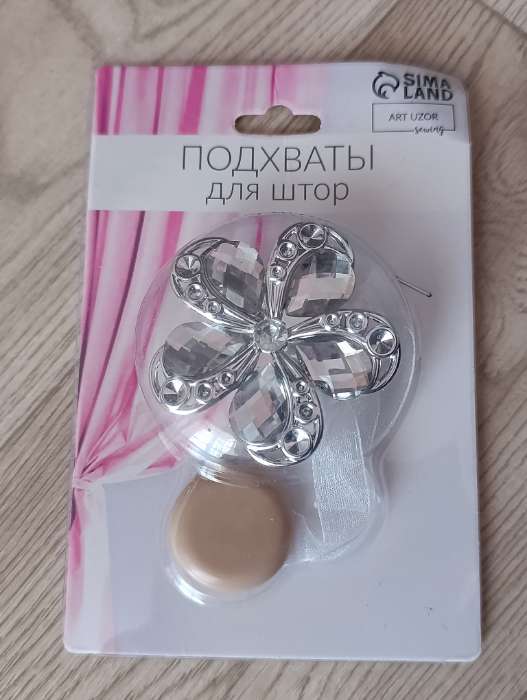 SIMA
LAND
ART UZOR
sewing
ПОДХВАТЫ
для штор